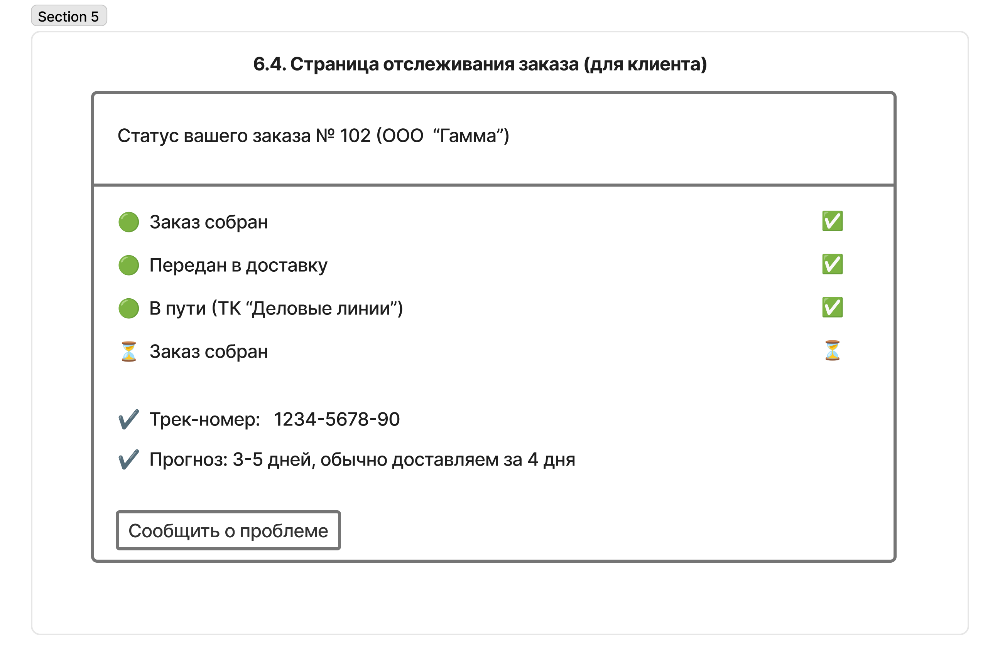 Section 5
6.4. Страница отслеживания заказа (для клиента)
Статус вашего заказа № 102 (ООО “Гамма”)
Заказ собран
Передан в доставку
В пути (ТК “Деловые линии”)
Заказ собран
Трек-номер: 1234-5678-90
Прогноз: 3-5 дней, обычно доставляем за 4 дня
Сообщить о проблеме